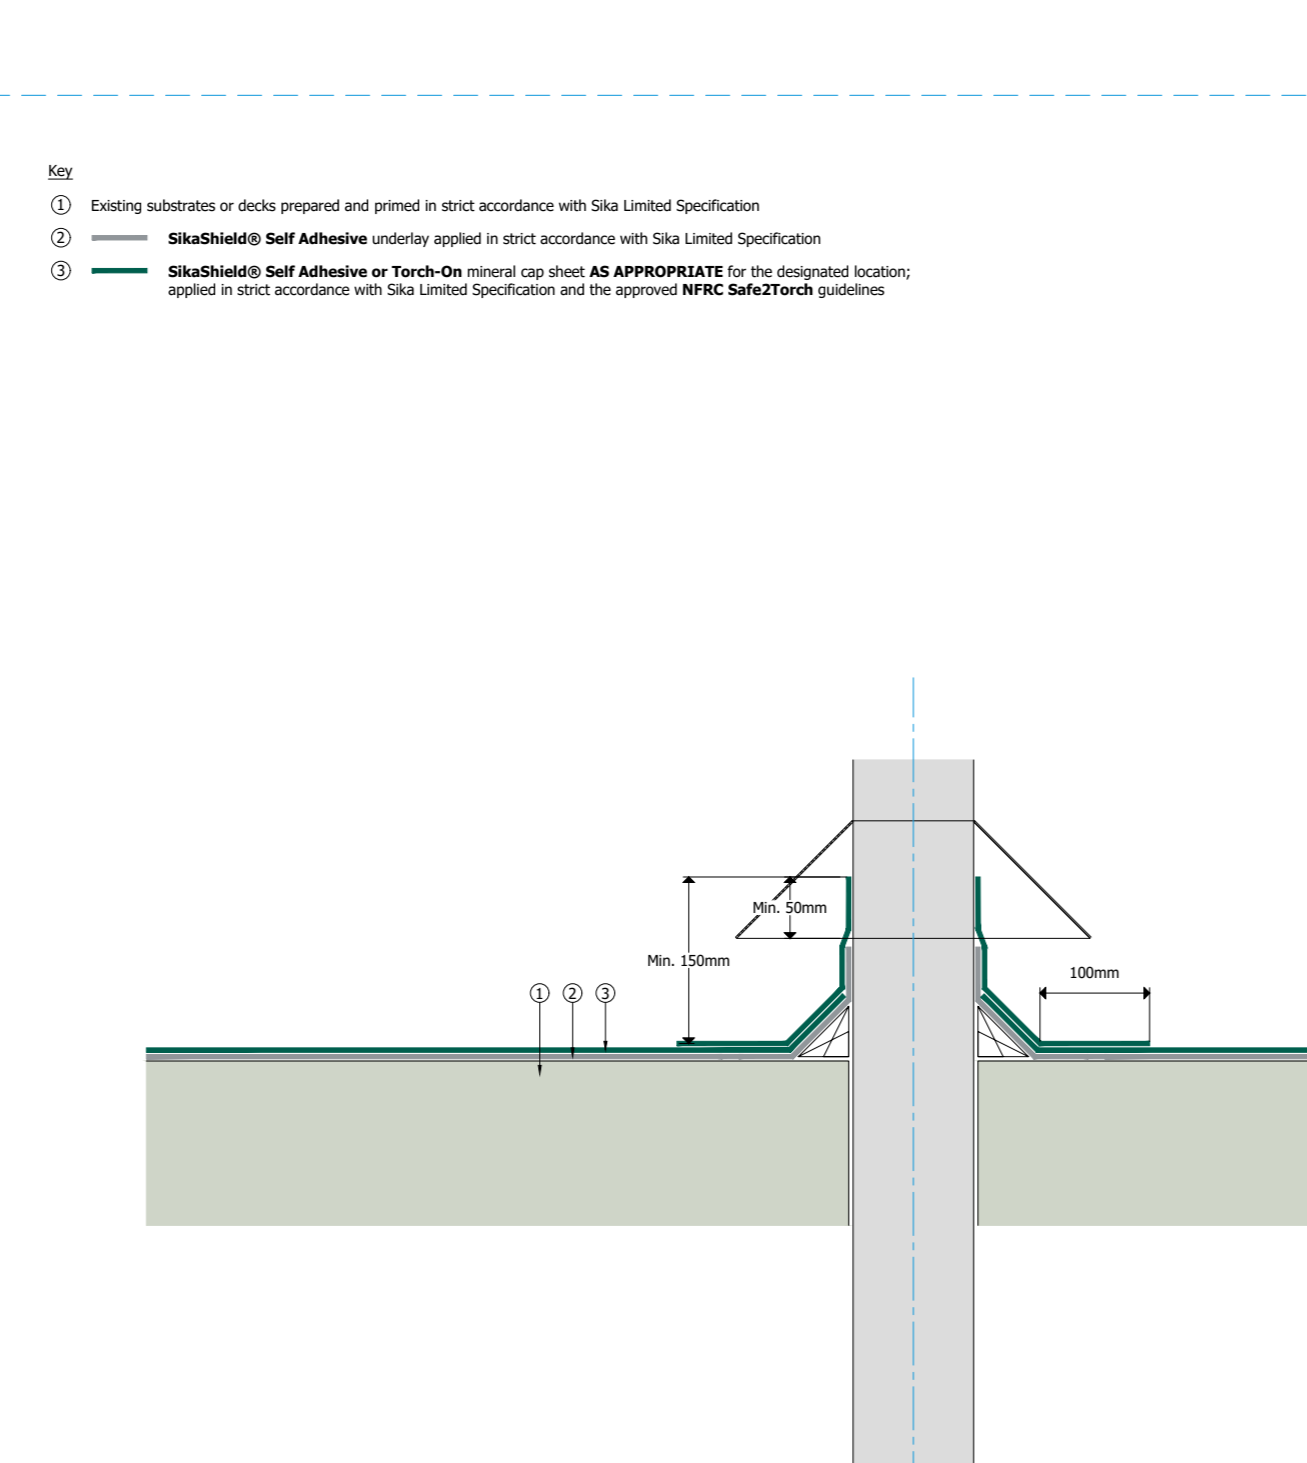 Key
1 Existing substrates or decks prepared and primed in strict accordance with Sika Limited Specification
2 SikaShield® Self Adhesive underlay applied in strict accordance with Sika Limited Specification
3 SikaShield® Self Adhesive or Torch-On mineral cap sheet AS APPROPRIATE for the designated location;
applied in strict accordance with Sika Limited Specification and the approved NFRC Safe2Torch guidelines
Min. 50mm
Min. 150mm
100mm
1 2 3